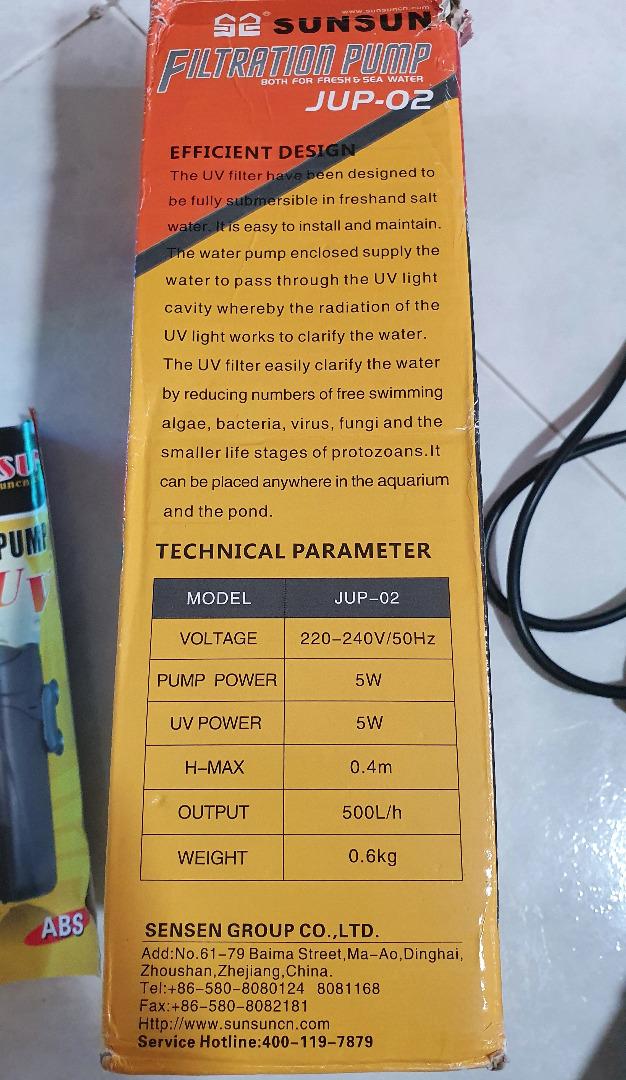 www.sunsuncn.com
SUNSUN
FILTRATION PUMP
BOTH FOR FRESH & SEA WATER
JUP-02
EFFICIENT DESIGN
The UV filter have been designed to
be fully submersible in freshand salt
water. It is easy to install and maintain.
The water pump enclosed supply the
water to pass through the UV light
cavity whereby the radiation of the
UV light works to clarify the water.
The UV filter easily clarify the water
by reducing numbers of free swimming
algae, bacteria, virus, fungi and the
smaller life stages of protozoans.It
can be placed anywhere in the aquarium
and the pond.
TECHNICAL PARAMETER
MODEL JUP-02
VOLTAGE 220-240V/50Hz
PUMP POWER 5W
UV POWER 5W
H-MAX 0.4m
OUTPUT 500L/h
WEIGHT 0.6kg
SENSEN GROUP CO.,LTD.
Add:No.61-79 Baima Street,Ma-Ao,Dinghai,
Zhoushan,Zhejiang,China.
Tel:+86-580-8080124 8081168
Fax:+86-580-8082181
Http://www.sunsuncn.com
Service Hotline:400-119-7879
PUMP
UV
ABS